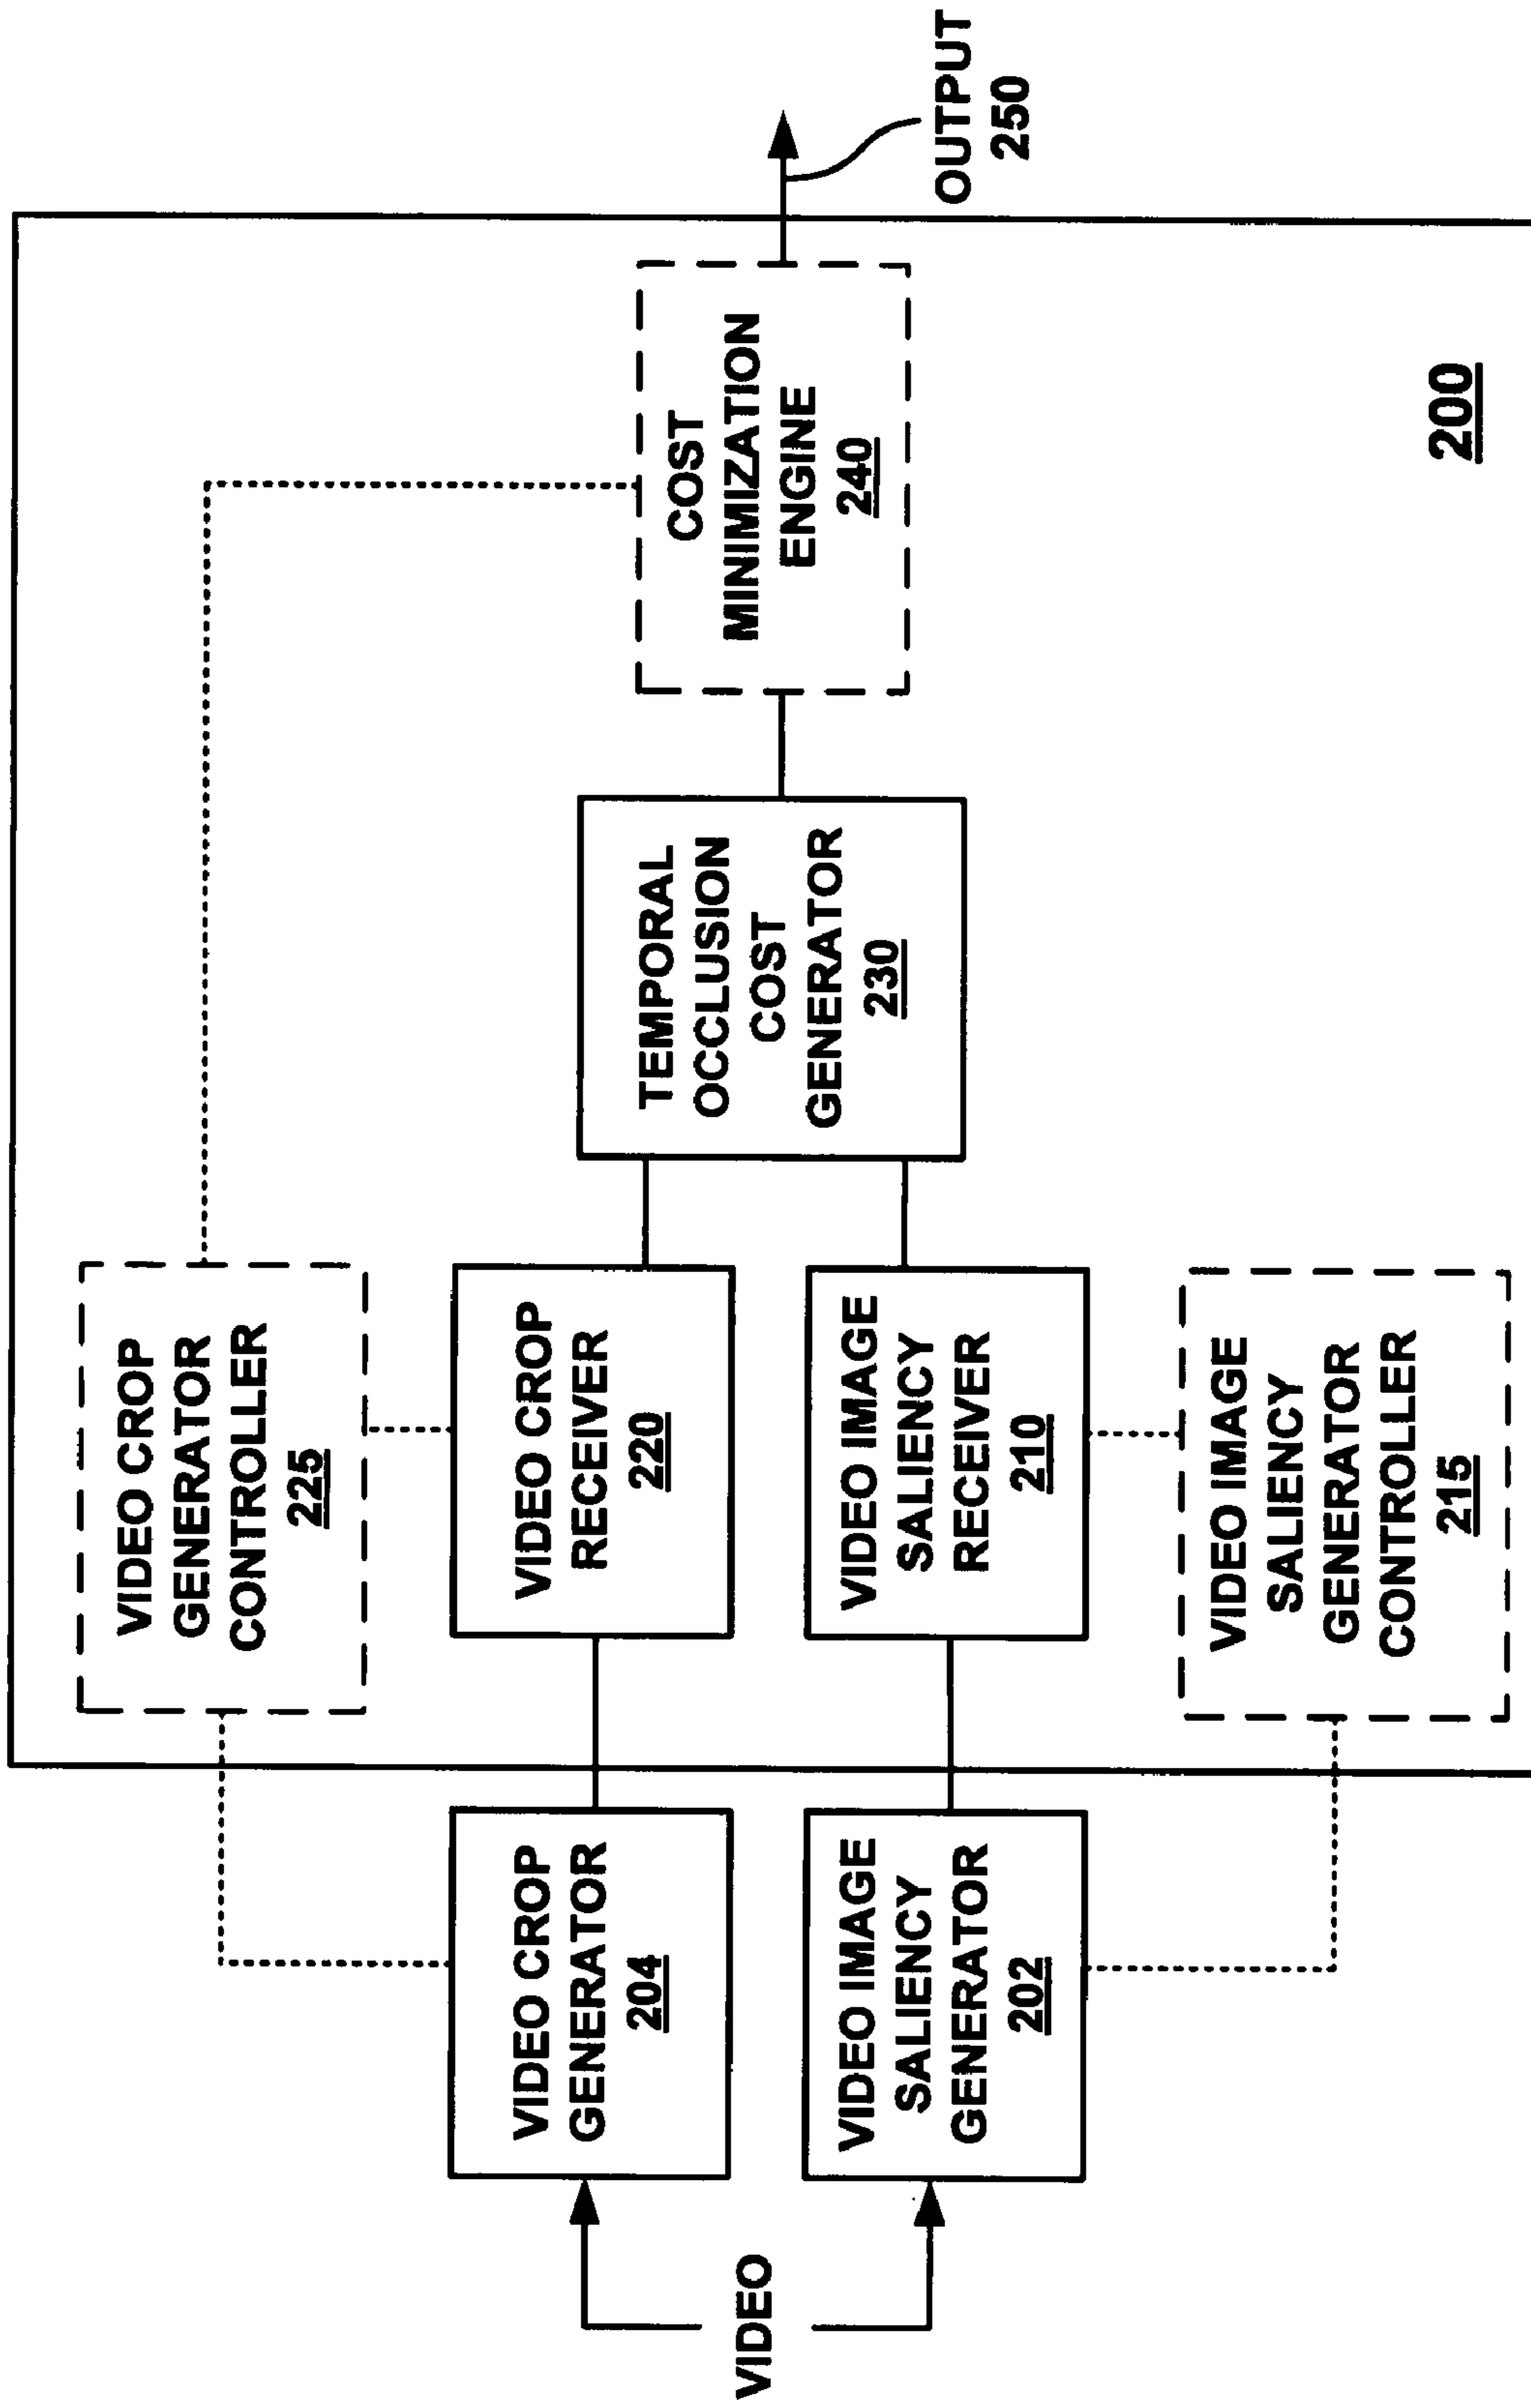 VIDEO
VIDEO CROP
GENERATOR
204
VIDEO IMAGE
SALIENCY
GENERATOR
202
VIDEO CROP
GENERATOR
CONTROLLER
225
VIDEO CROP
RECEIVER
220
VIDEO IMAGE
SALIENCY
RECEIVER
210
VIDEO IMAGE
SALIENCY
GENERATOR
CONTROLLER
215
TEMPORAL
OCCLUSION
COST
GENERATOR
230
COST
MINIMIZATION
ENGINE
240
OUTPUT
250
200